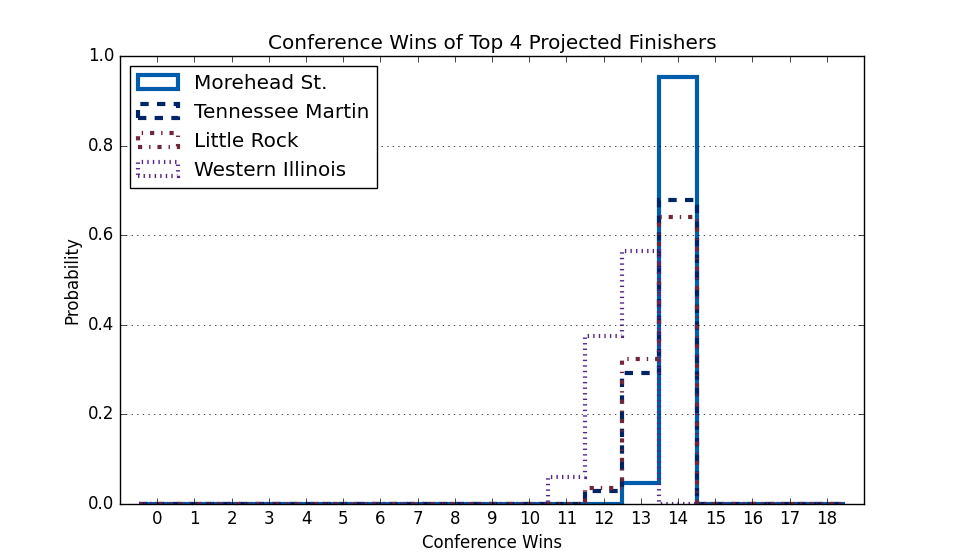 Conference Wins of Top 4 Projected Finishers
1.0
0.8
0.6
0.4
0.2
0.0
Probability
Morehead St.
Tennessee Martin
Little Rock
Western Illinois
0 1 2 3 4 5 6 7 8 9 10 11 12 13 14 15 16 17 18
Conference Wins